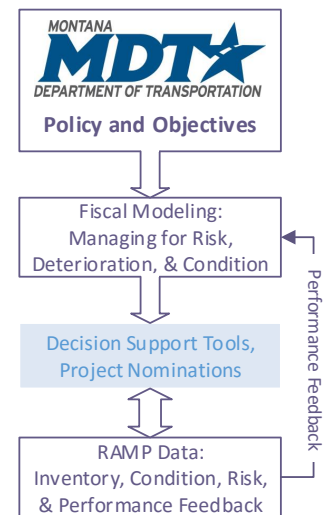 MONTANA
MDT
DEPARTMENT OF TRANSPORTATION
Policy and Objectives
Fiscal Modeling:
Managing for Risk,
Deterioration, & Condition
Decision Support Tools,
Project Nominations
RAMP Data:
Inventory, Condition, Risk,
& Performance Feedback
Performance Feedback